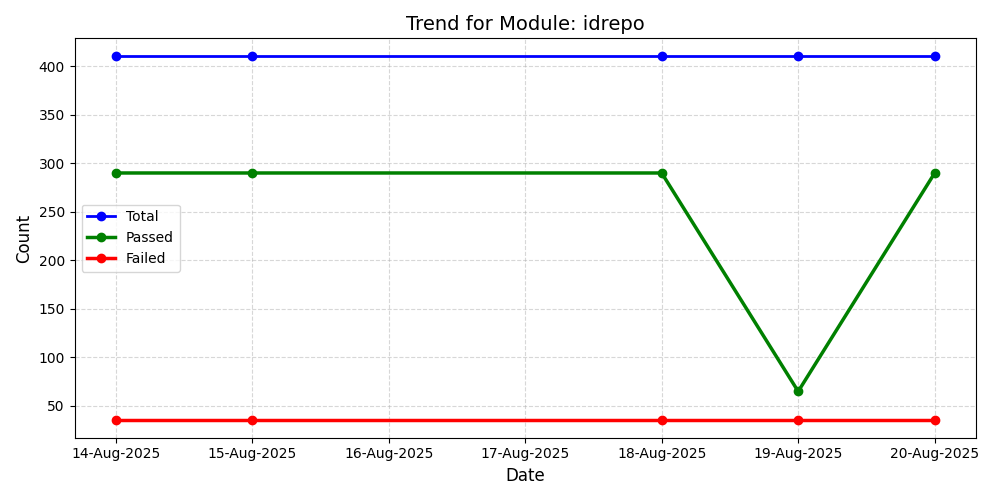 Trend for Module: idrepo
Count
400
350
300
250
200
150
100
50
Total
Passed
Failed
14-Aug-2025 15-Aug-2025 16-Aug-2025 17-Aug-2025 18-Aug-2025 19-Aug-2025 20-Aug-2025
Date